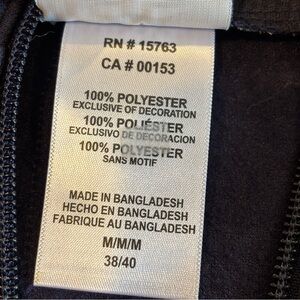 RN # 15763
CA # 00153
100% POLYESTER
EXCLUSIVE OF DECORATION
100% POLIÉSTER
EXCLUSIVO DE DECORACION
100% POLYESTER
SANS MOTIF
MADE IN BANGLADESH
HECHO EN BANGLADESH
FABRIQUE AU BANGLADESH
M/M/M
38/40